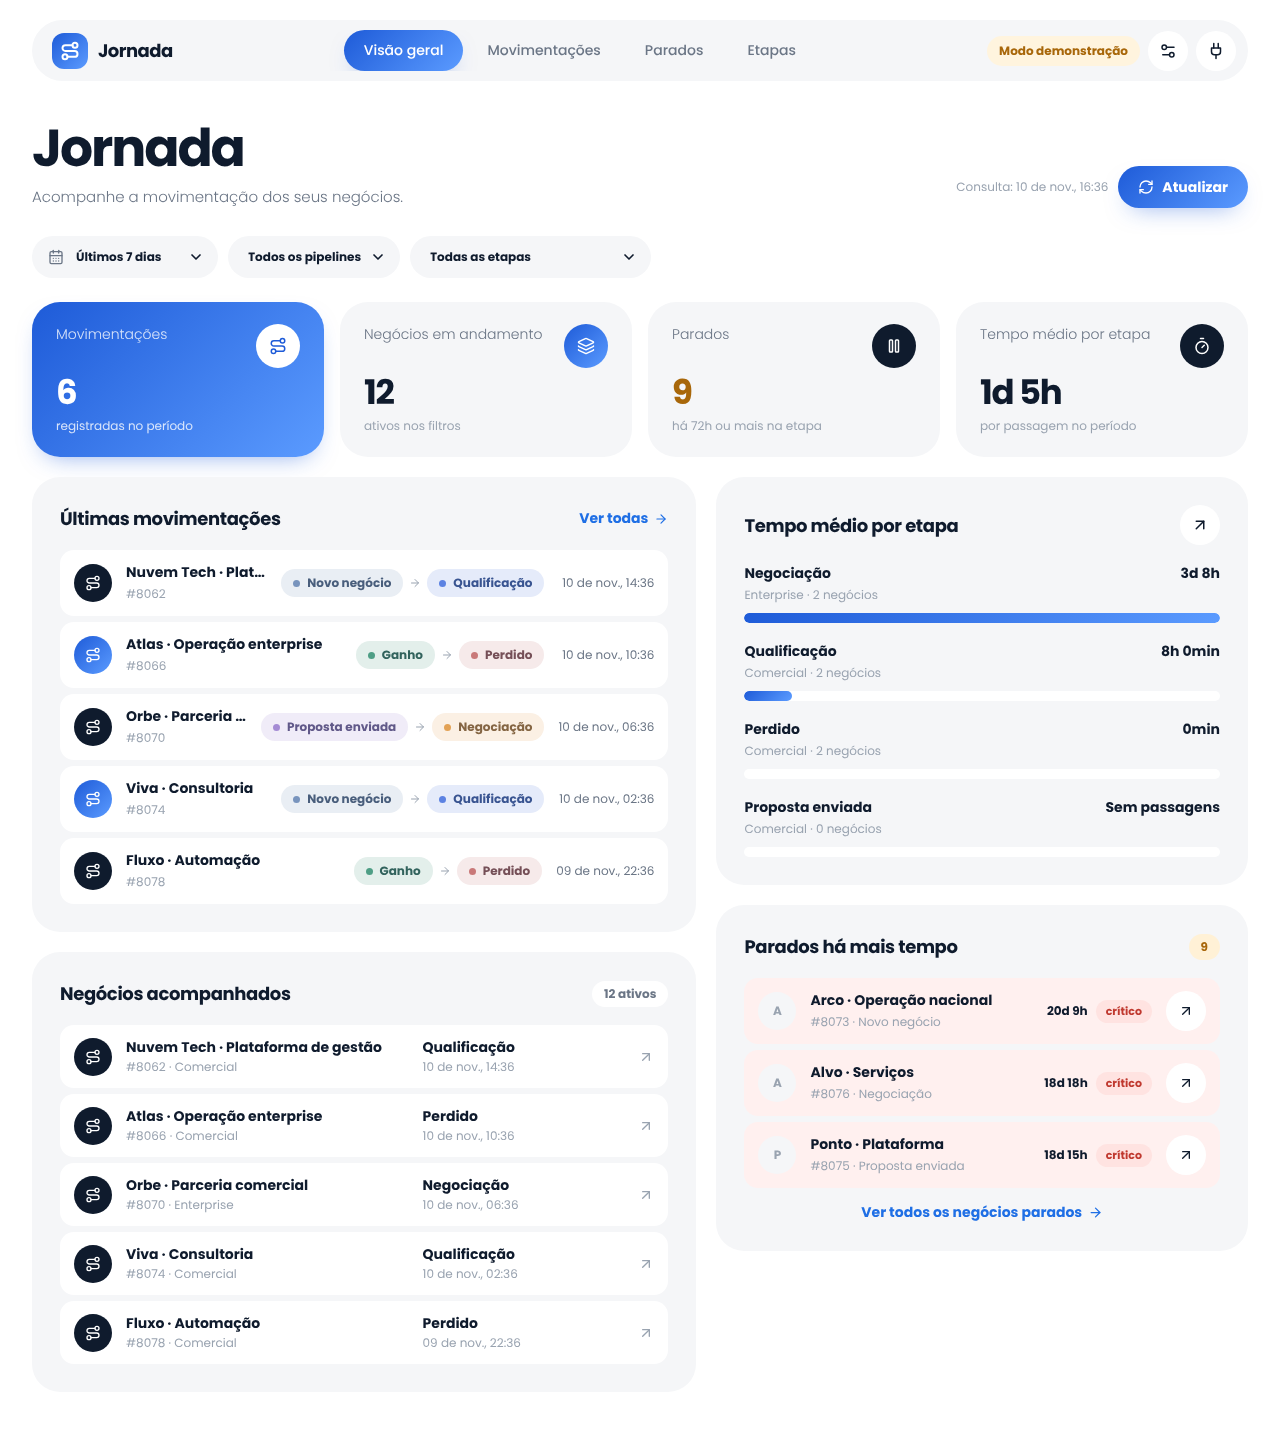 Jornada
Visão geral
Movimentações
Parados
Etapas
Modo demonstração
Jornada
Acompanhe a movimentação dos seus negócios.
Consulta: 10 de nov., 16:36
Atualizar
Últimos 7 dias
Todos os pipelines
Todas as etapas
Movimentações
6
registradas no período
Negócios em andamento
12
ativos nos filtros
Parados
9
há 72h ou mais na etapa
Tempo médio por etapa
1d 5h
por passagem no período
Últimas movimentações
Ver todas
Nuvem Tech · Plat...
#8062
Novo negócio
Qualificação
10 de nov., 14:36
Atlas · Operação enterprise
#8066
Ganho
Perdido
10 de nov., 10:36
Orbe · Parceria ...
#8070
Proposta enviada
Negociação
10 de nov., 06:36
Viva · Consultoria
#8074
Novo negócio
Qualificação
10 de nov., 02:36
Fluxo · Automação
#8078
Ganho
Perdido
09 de nov., 22:36
Negócios acompanhados
12 ativos
Nuvem Tech · Plataforma de gestão
#8062 · Comercial
Qualificação
10 de nov., 14:36
Atlas · Operação enterprise
#8066 · Comercial
Perdido
10 de nov., 10:36
Orbe · Parceria comercial
#8070 · Enterprise
Negociação
10 de nov., 06:36
Viva · Consultoria
#8074 · Comercial
Qualificação
10 de nov., 02:36
Fluxo · Automação
#8078 · Comercial
Perdido
09 de nov., 22:36
Tempo médio por etapa
Negociação
3d 8h
Enterprise · 2 negócios
Qualificação
8h 0min
Comercial · 2 negócios
Perdido
0min
Comercial · 2 negócios
Proposta enviada
Sem passagens
Comercial · 0 negócios
Parados há mais tempo
9
A
Arco · Operação nacional
#8073 · Novo negócio
20d 9h
crítico
A
Alvo · Serviços
#8076 · Negociação
18d 18h
crítico
P
Ponto · Plataforma
#8075 · Proposta enviada
18d 15h
crítico
Ver todos os negócios parados